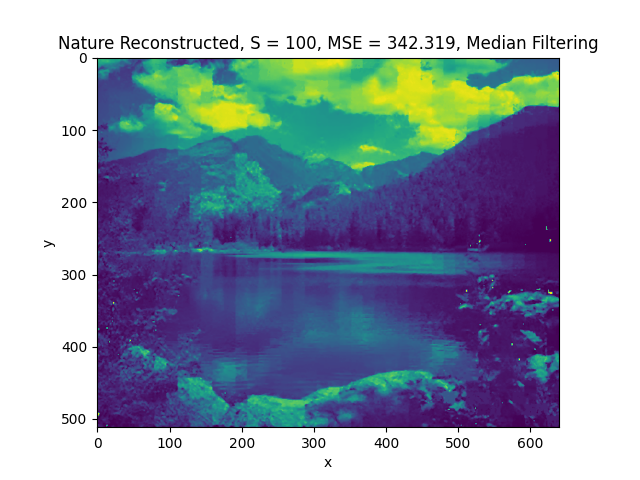 Nature Reconstructed, S = 100, MSE = 342.319, Median Filtering
0
100
200
300
400
500
y
0 100 200 300 400 500 600
x